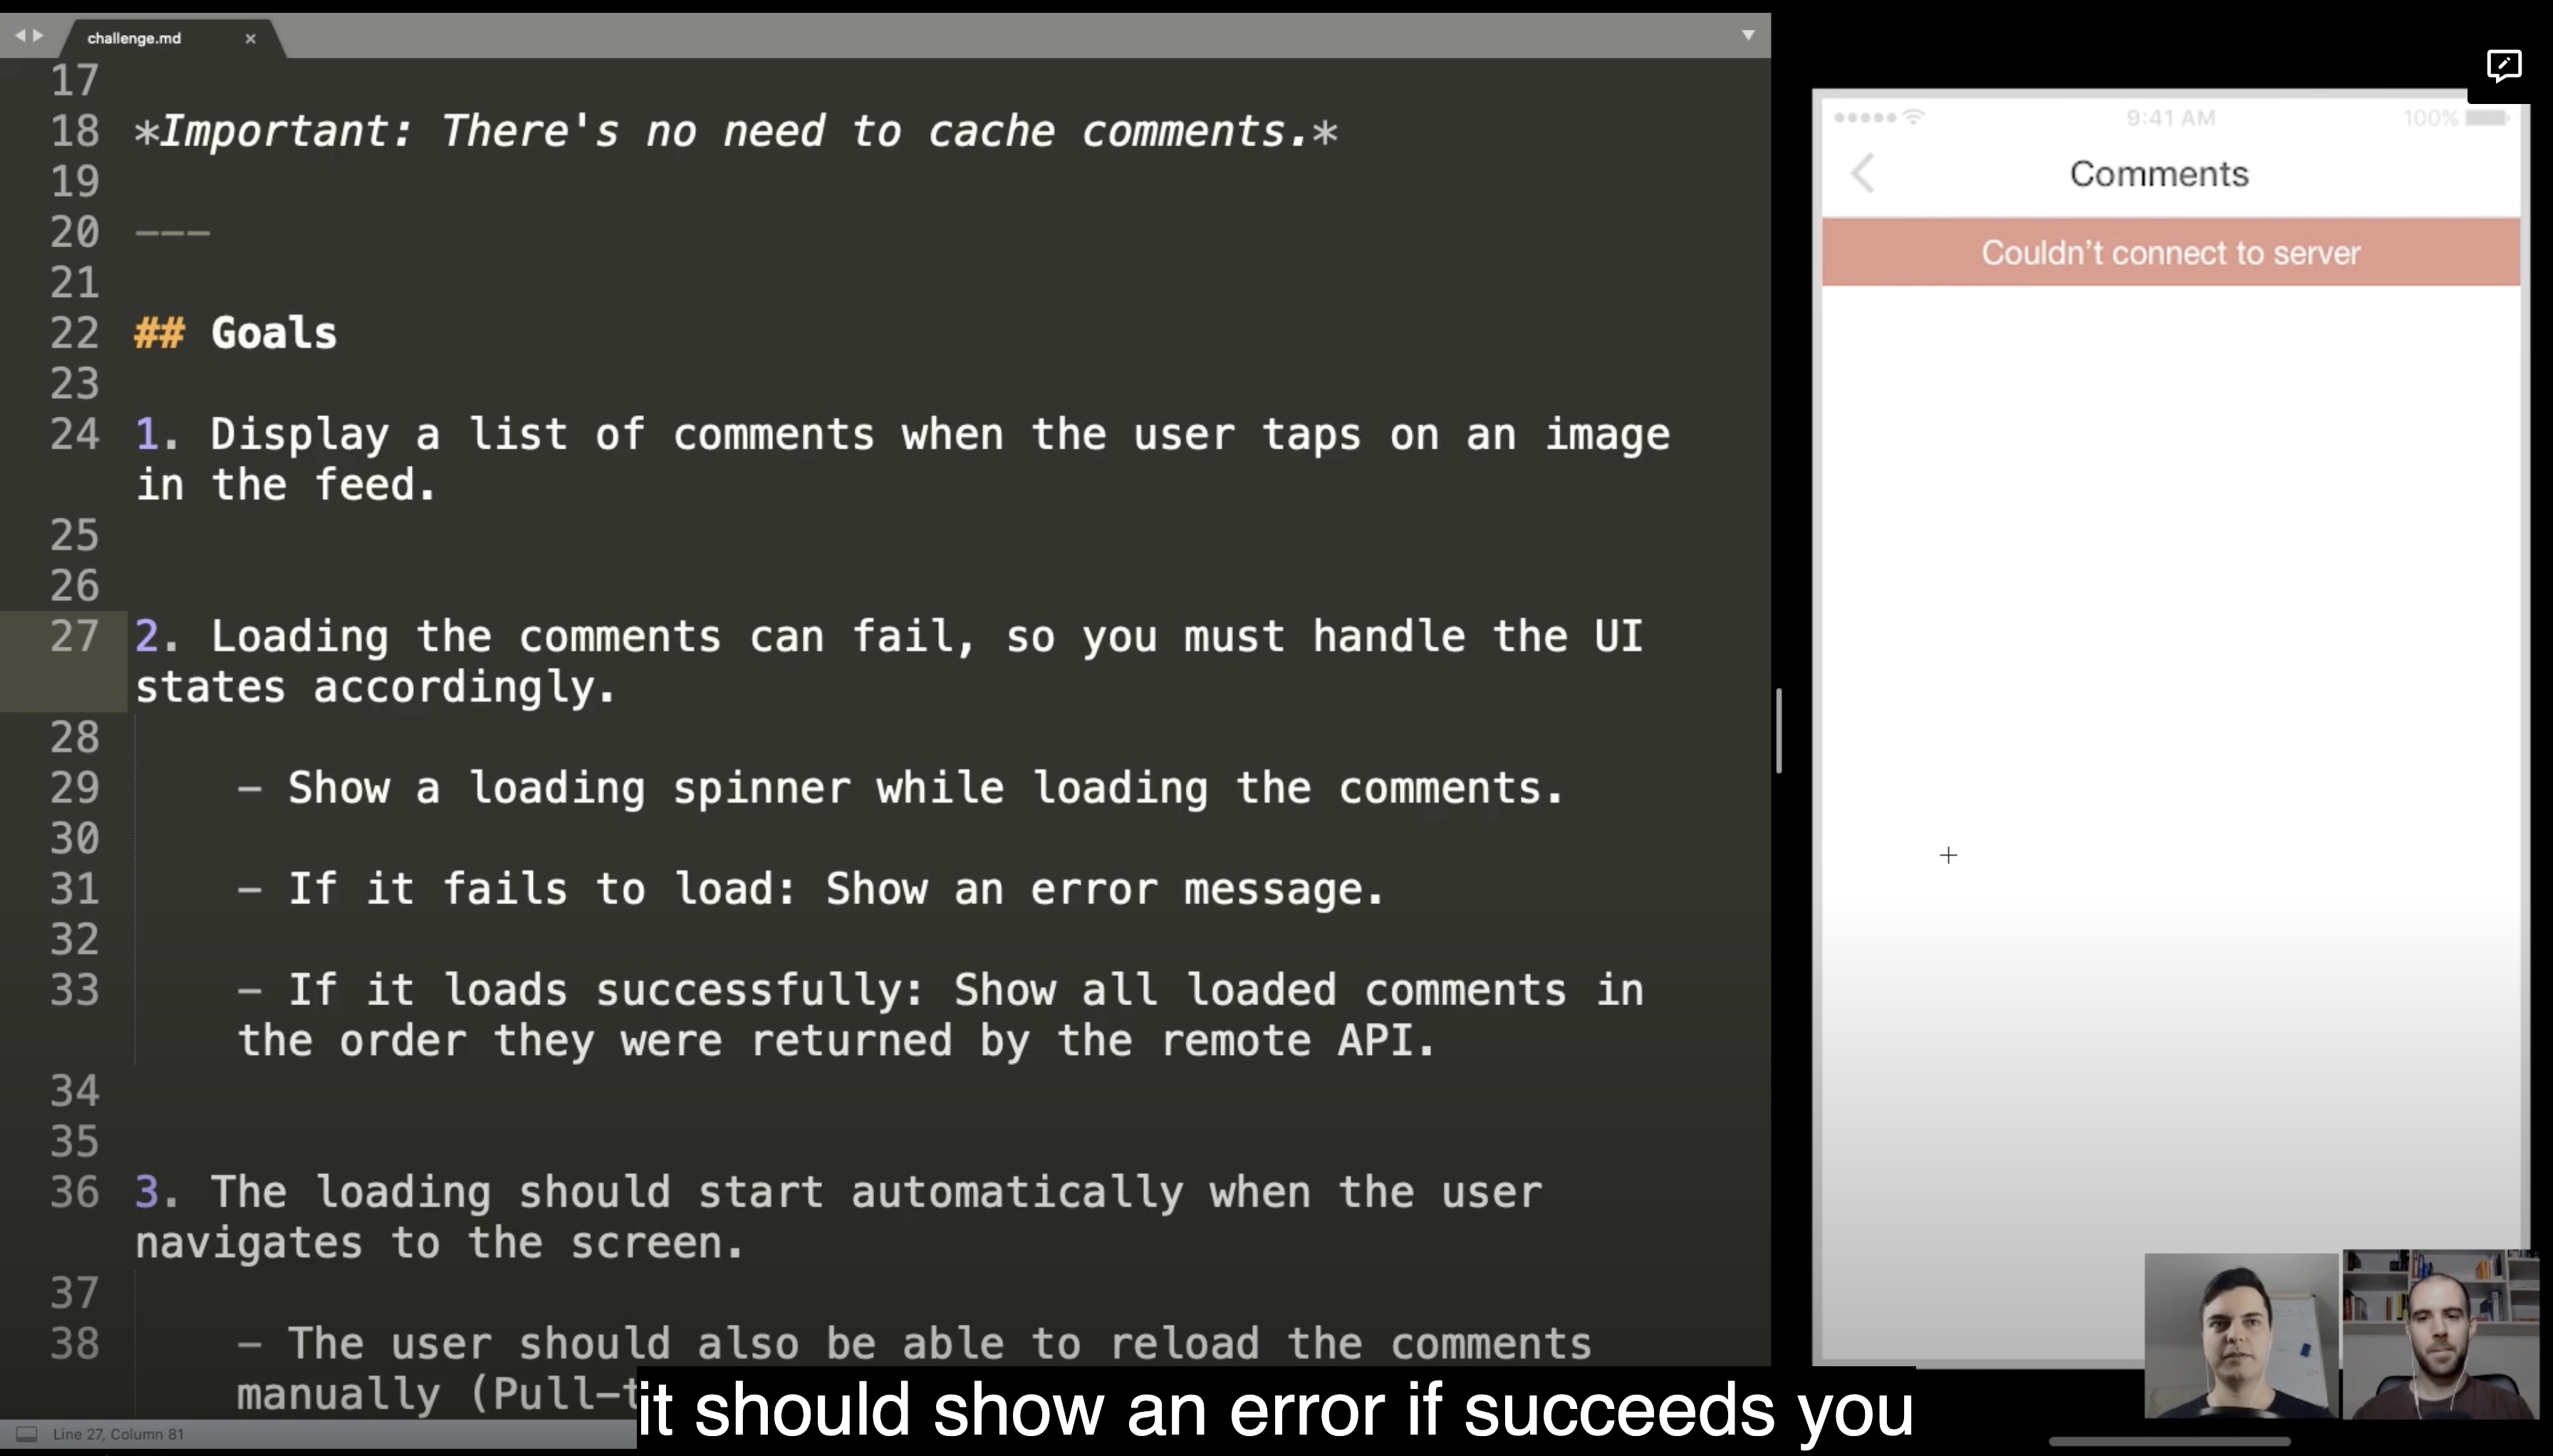 challenge.md
17
18 *Important: There's no need to cache comments.*
19
20 ---
21
22 ## Goals
23
24 1. Display a list of comments when the user taps on an image
in the feed.
25
26
27 2. Loading the comments can fail, so you must handle the UI
states accordingly.
28
29 - Show a loading spinner while loading the comments.
30
31 - If it fails to load: Show an error message.
32
33 - If it loads successfully: Show all loaded comments in
the order they were returned by the remote API.
34
35
36 3. The loading should start automatically when the user
navigates to the screen.
37
38 - The user should also be able to reload the comments
manually (Pull-t
Line 27, Column 81
9:41 AM
100%
Comments
Couldn't connect to server
it should show an error if succeeds you